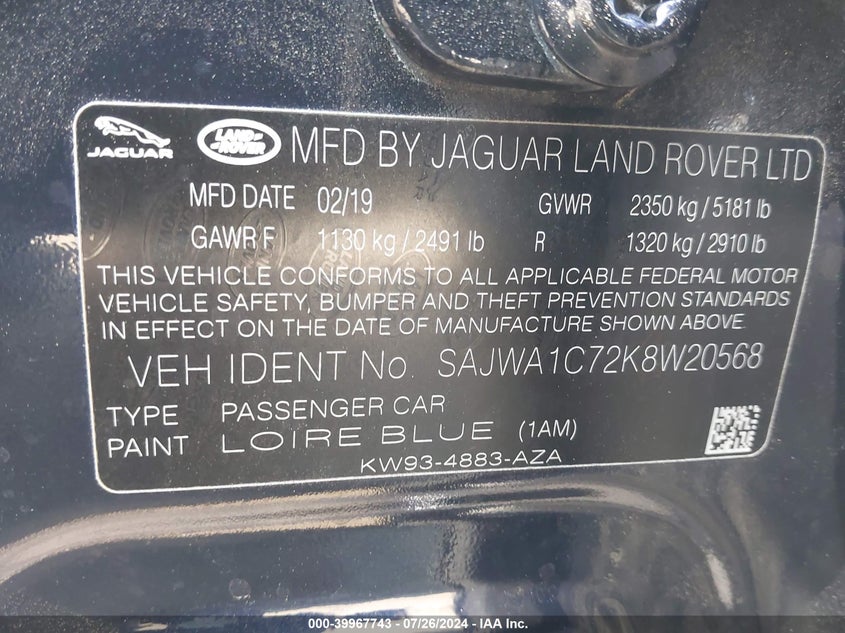 JAGUAR LAND ROVER MFD BY JAGUAR LAND ROVER LTD
MFD DATE 02/19 GVWR 2350 kg / 5181 lb
GAWR F 1130 kg / 2491 lb R 1320 kg / 2910 lb
THIS VEHICLE CONFORMS TO ALL APPLICABLE FEDERAL MOTOR
VEHICLE SAFETY, BUMPER AND THEFT PREVENTION STANDARDS
IN EFFECT ON THE DATE OF MANUFACTURE SHOWN ABOVE.
VEH IDENT No. SAJWA1C72K8W20568
TYPE PASSENGER CAR
PAINT LOIRE BLUE (1AM)
KW93-4883-AZA
000-39967743 - 07/26/2024 - SAJWA1C72K8W20568 - IAAI.